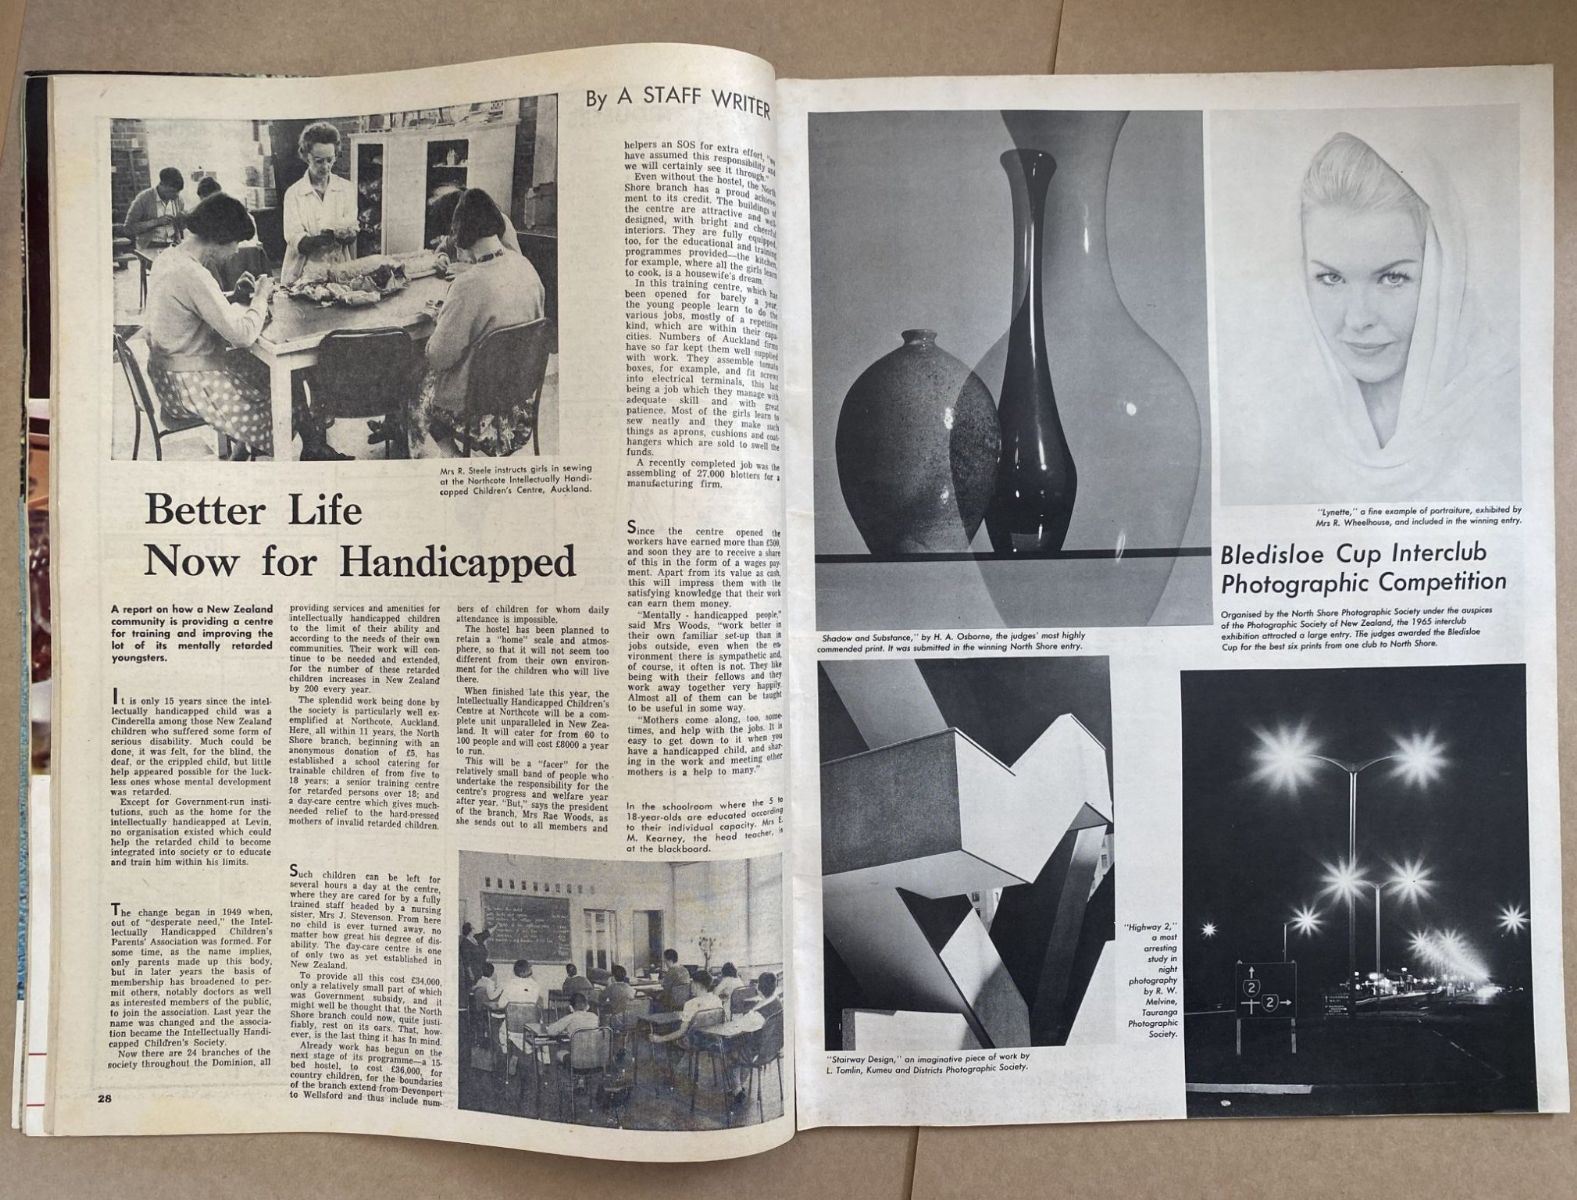 By A STAFF WRITER
Mrs R. Steele instructs girls in sewing
at the Northcote Intellectually Handi-
capped Children's Centre, Auckland.
Better Life
Now for Handicapped
A report on how a New Zealand
community is providing a centre
for training and improving the
lot of its mentally retarded
youngsters.
It is only 15 years since the intel-
lectually handicapped child was a
Cinderella among those New Zealand
children who suffered some form of
serious disability. Much could be
done, it was felt, for the blind, the
deaf, or the crippled child, but little
help appeared possible for the luck-
less ones whose mental development
was retarded.
Except for Government-run insti-
tutions, such as the home for the
intellectually handicapped at Levin,
no organisation existed which could
help the retarded child to become
integrated into society or to educate
and train him within his limits.
The change began in 1949 when,
out of "desperate need," the Intel-
lectually Handicapped Children's
Parents' Association was formed. For
some time, as the name implies,
only parents made up this body,
but in later years the basis of
membership has broadened to per-
mit others, notably doctors as well
as interested members of the public,
to join the association. Last year the
name was changed and the associa-
tion became the Intellectually Handi-
capped Children's Society.
Now there are 24 branches of the
society throughout the Dominion, all
28
providing services and amenities for
intellectually handicapped children
to the limit of their ability and
according to the needs of their own
communities. Their work will con-
tinue to be needed and extended,
for the number of these retarded
children increases in New Zealand
by 200 every year.
The splendid work being done by
the society is particularly well ex-
emplified at Northcote, Auckland.
Here, all within 11 years, the North
Shore branch, beginning with an
anonymous donation of £5, has
established a school catering for
trainable children of from five to
18 years; a senior training centre
for retarded persons over 18; and
a day-care centre which gives much-
needed relief to the hard-pressed
mothers of invalid retarded children.
Such children can be left for
several hours a day at the centre,
where they are cared for by a fully
trained staff headed by a nursing
sister, Mrs J. Stevenson. From here
no child is ever turned away, no
matter how great his degree of dis-
ability. The day-care centre is one
of only two as yet established in
New Zealand.
To provide all this cost £34,000,
only a relatively small part of which
was Government subsidy, and it
might well be thought that the North
Shore branch could now, quite justi-
fiably, rest on its oars. That, how-
ever, is the last thing it has in mind.
Already work has begun on the
next stage of its programme—a 15-
bed hostel, to cost £36,000, for
country children, for the boundaries
of the branch extend from Devonport
to Wellsford and thus include num-
bers of children for whom daily
attendance is impossible.
The hostel has been planned to
retain a "home" scale and atmos-
phere, so that it will not seem too
different from their own environ-
ment for the children who will live
there.
When finished late this year, the
Intellectually Handicapped Children's
Centre at Northcote will be a com-
plete unit unparalleled in New Zea-
land. It will cater for from 60 to
100 people and will cost £8000 a year
to run.
This will be a "facer" for the
relatively small band of people who
undertake the responsibility for the
centre's progress and welfare year
after year. "But," says the president
of the branch, Mrs Rae Woods, as
she sends out to all members and
helpers an SOS for extra effort, "we
have assumed this responsibility and
we will certainly see it through."
Even without the hostel, the North
Shore branch has a proud achieve-
ment to its credit. The buildings of
the centre are attractive and well-
designed, with bright and cheerful
interiors. They are fully equipped,
too, for the educational and training
programmes provided—the kitchen,
for example, where all the girls learn
to cook, is a housewife's dream.
In this training centre, which has
been opened for barely a year,
the young people learn to do the
various jobs, mostly of a repetitive
kind, which are within their capa-
cities. Numbers of Auckland firms
have so far kept them well supplied
with work. They assemble tomato
boxes, for example, and fit screws
into electrical terminals, this last
being a job which they manage with
adequate skill and with great
patience. Most of the girls learn to
sew neatly and they make such
things as aprons, cushions and coat-
hangers which are sold to swell the
funds.
A recently completed job was the
assembling of 27,000 blotters for a
manufacturing firm.
Since the centre opened the
workers have earned more than £500,
and soon they are to receive a share
of this in the form of a wages pay-
ment. Apart from its value as cash,
this will impress them with the
satisfying knowledge that their work
can earn them money.
"Mentally - handicapped people,"
said Mrs Woods, "work better in
their own familiar set-up than in
jobs outside, even when the en-
vironment there is sympathetic and,
of course, it often is not. They like
being with their fellows and they
work away together very happily.
Almost all of them can be taught
to be useful in some way.
"Mothers come along, too, some-
times, and help with the jobs. It is
easy to get down to it when you
have a handicapped child, and shar-
ing in the work and meeting other
mothers is a help to many."
In the schoolroom where the 5 to
18-year-olds are educated according
to their individual capacity. Mrs E.
M. Kearney, the head teacher, is
at the blackboard.
"Lynette," a fine example of portraiture, exhibited by
Mrs R. Wheelhouse, and included in the winning entry.
Bledisloe Cup Interclub
Photographic Competition
Organised by the North Shore Photographic Society under the auspices
of the Photographic Society of New Zealand, the 1965 interclub
exhibition attracted a large entry. The judges awarded the Bledisloe
Cup for the best six prints from one club to North Shore.
Shadow and Substance," by H. A. Osborne, the judges' most highly
commended print. It was submitted in the winning North Shore entry.
"Highway 2,"
a most
arresting
study in
night
photography
by R. W.
Melvine,
Tauranga
Photographic
Society.
2
2
"Stairway Design," an imaginative piece of work by
L. Tomlin, Kumeu and Districts Photographic Society.